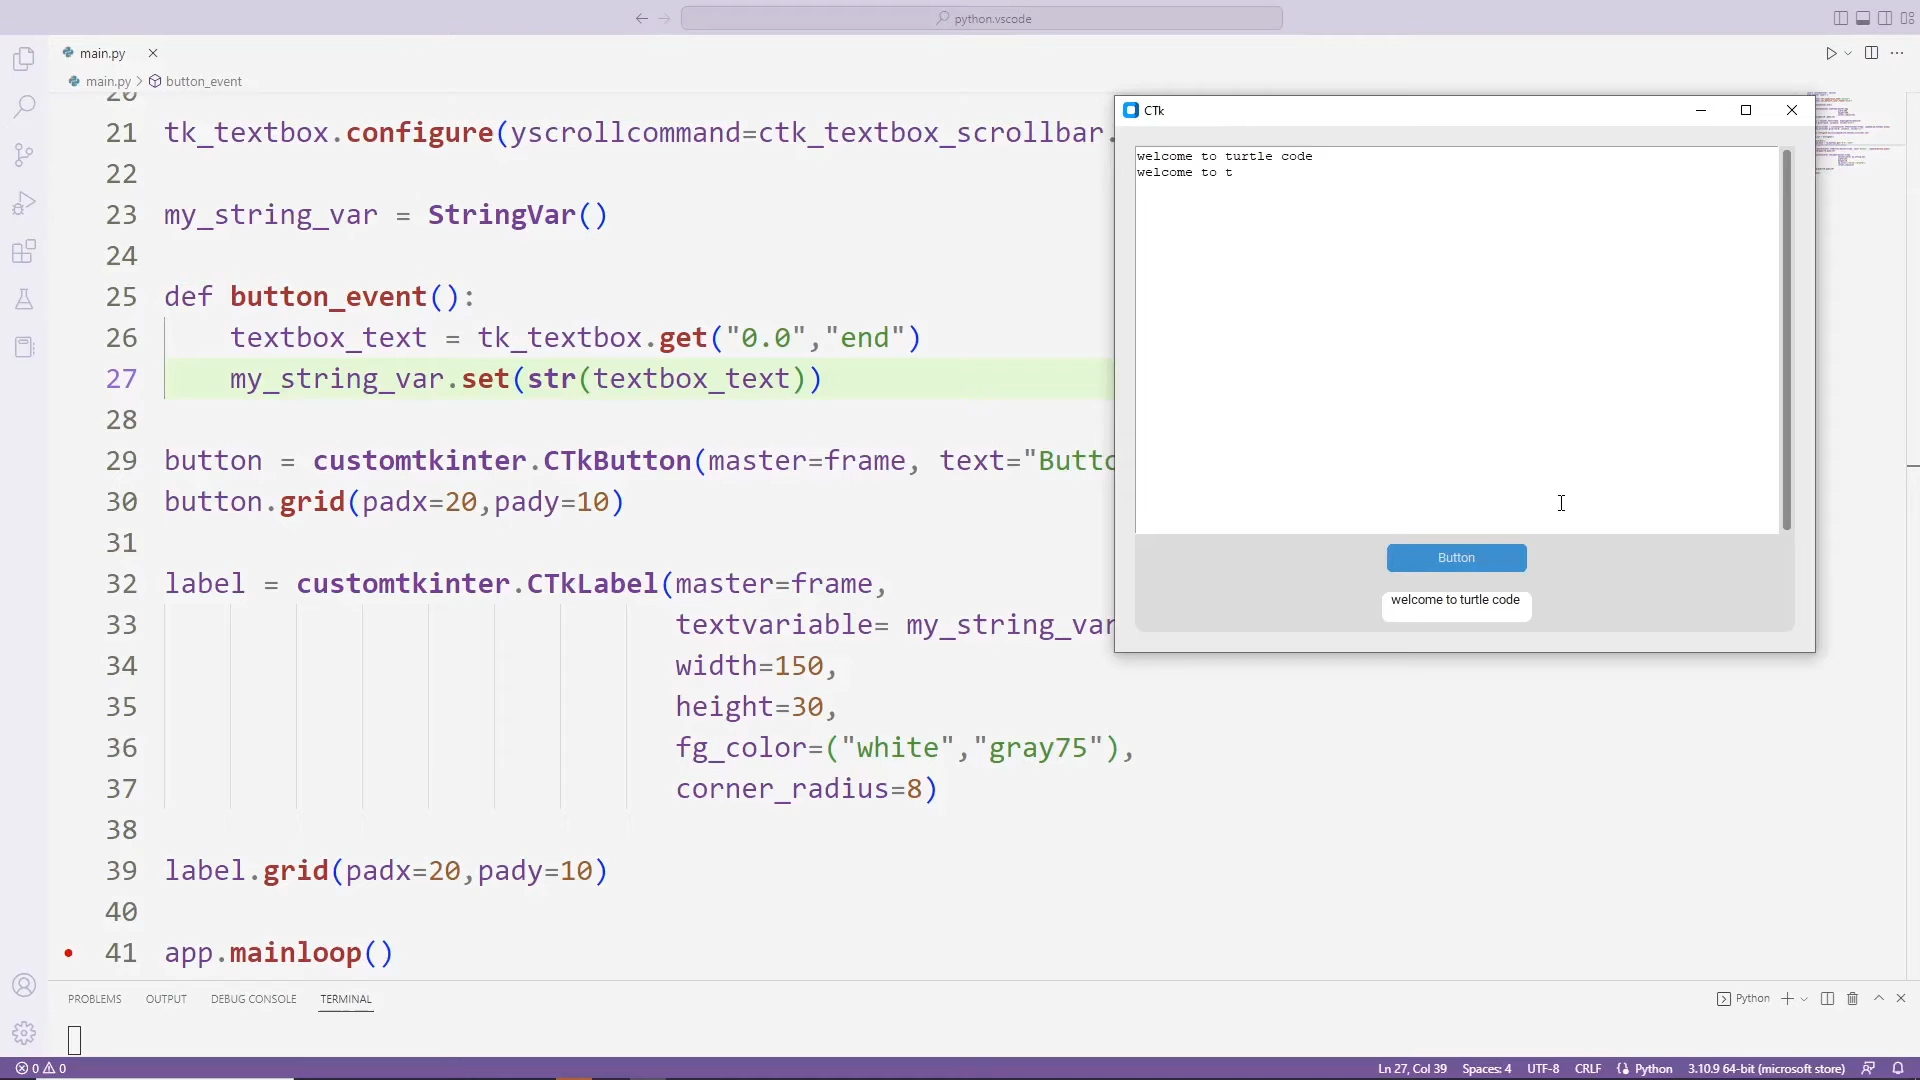 python.vscode
main.py
main.py > button_event
20
21 tk_textbox.configure(yscrollcommand=ctk_textbox_scrollbar.
22
23 my_string_var = StringVar()
24
25 def button_event():
26 textbox_text = tk_textbox.get("0.0","end")
27 my_string_var.set(str(textbox_text))
28
29 button = customtkinter.CTkButton(master=frame, text="Butto
30 button.grid(padx=20,pady=10)
31
32 label = customtkinter.CTkLabel(master=frame,
33 textvariable= my_string_var
34 width=150,
35 height=30,
36 fg_color=("white","gray75"),
37 corner_radius=8)
38
39 label.grid(padx=20,pady=10)
40
41 app.mainloop()
CTk
welcome to turtle code
welcome to t
Button
welcome to turtle code
PROBLEMS OUTPUT DEBUG CONSOLE TERMINAL
Python
0 0
Ln 27, Col 39 Spaces: 4 UTF-8 CRLF Python 3.10.9 64-bit (microsoft store)